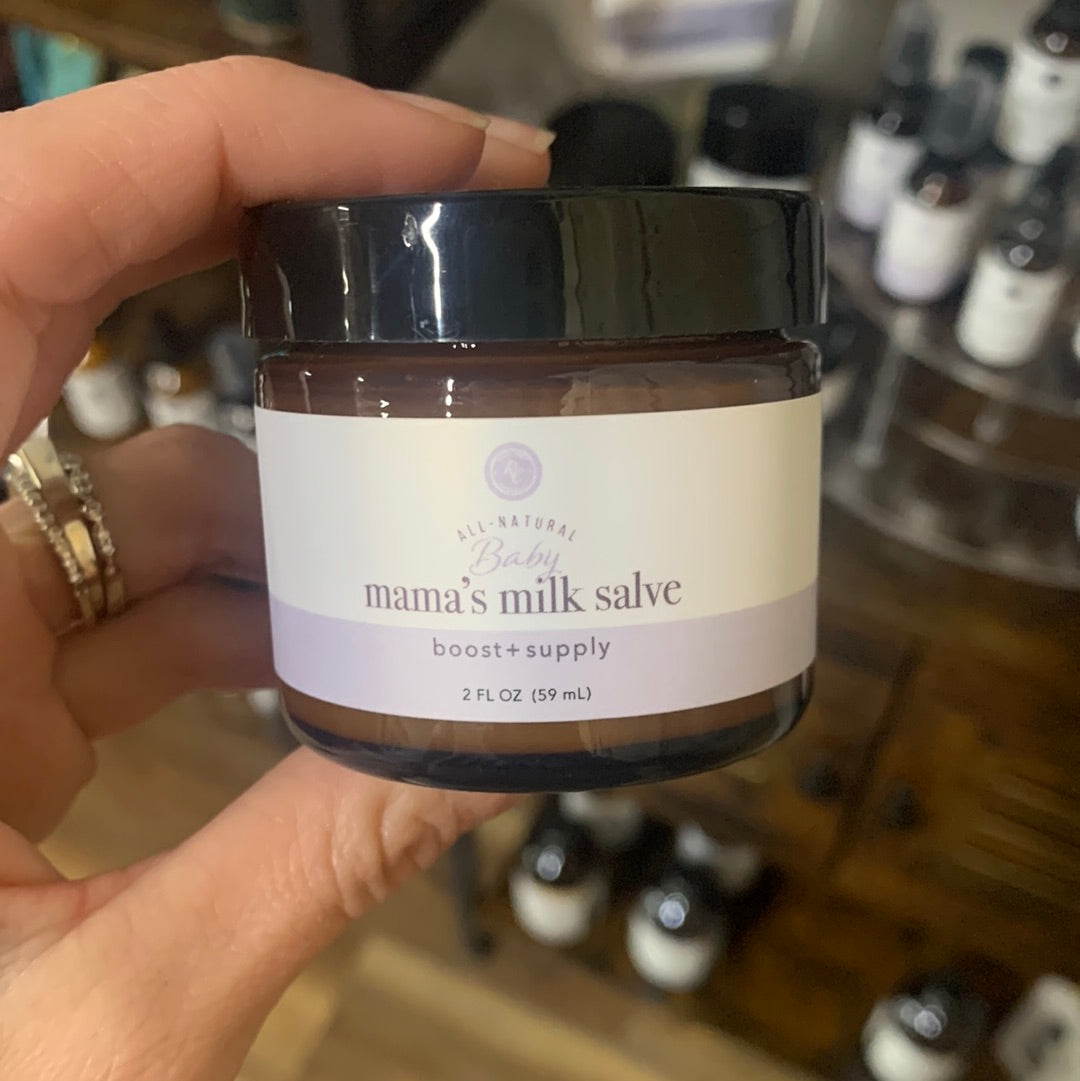 ALL-NATURAL
Baby
mama's milk salve
boost+supply
2 FL OZ (59 mL)